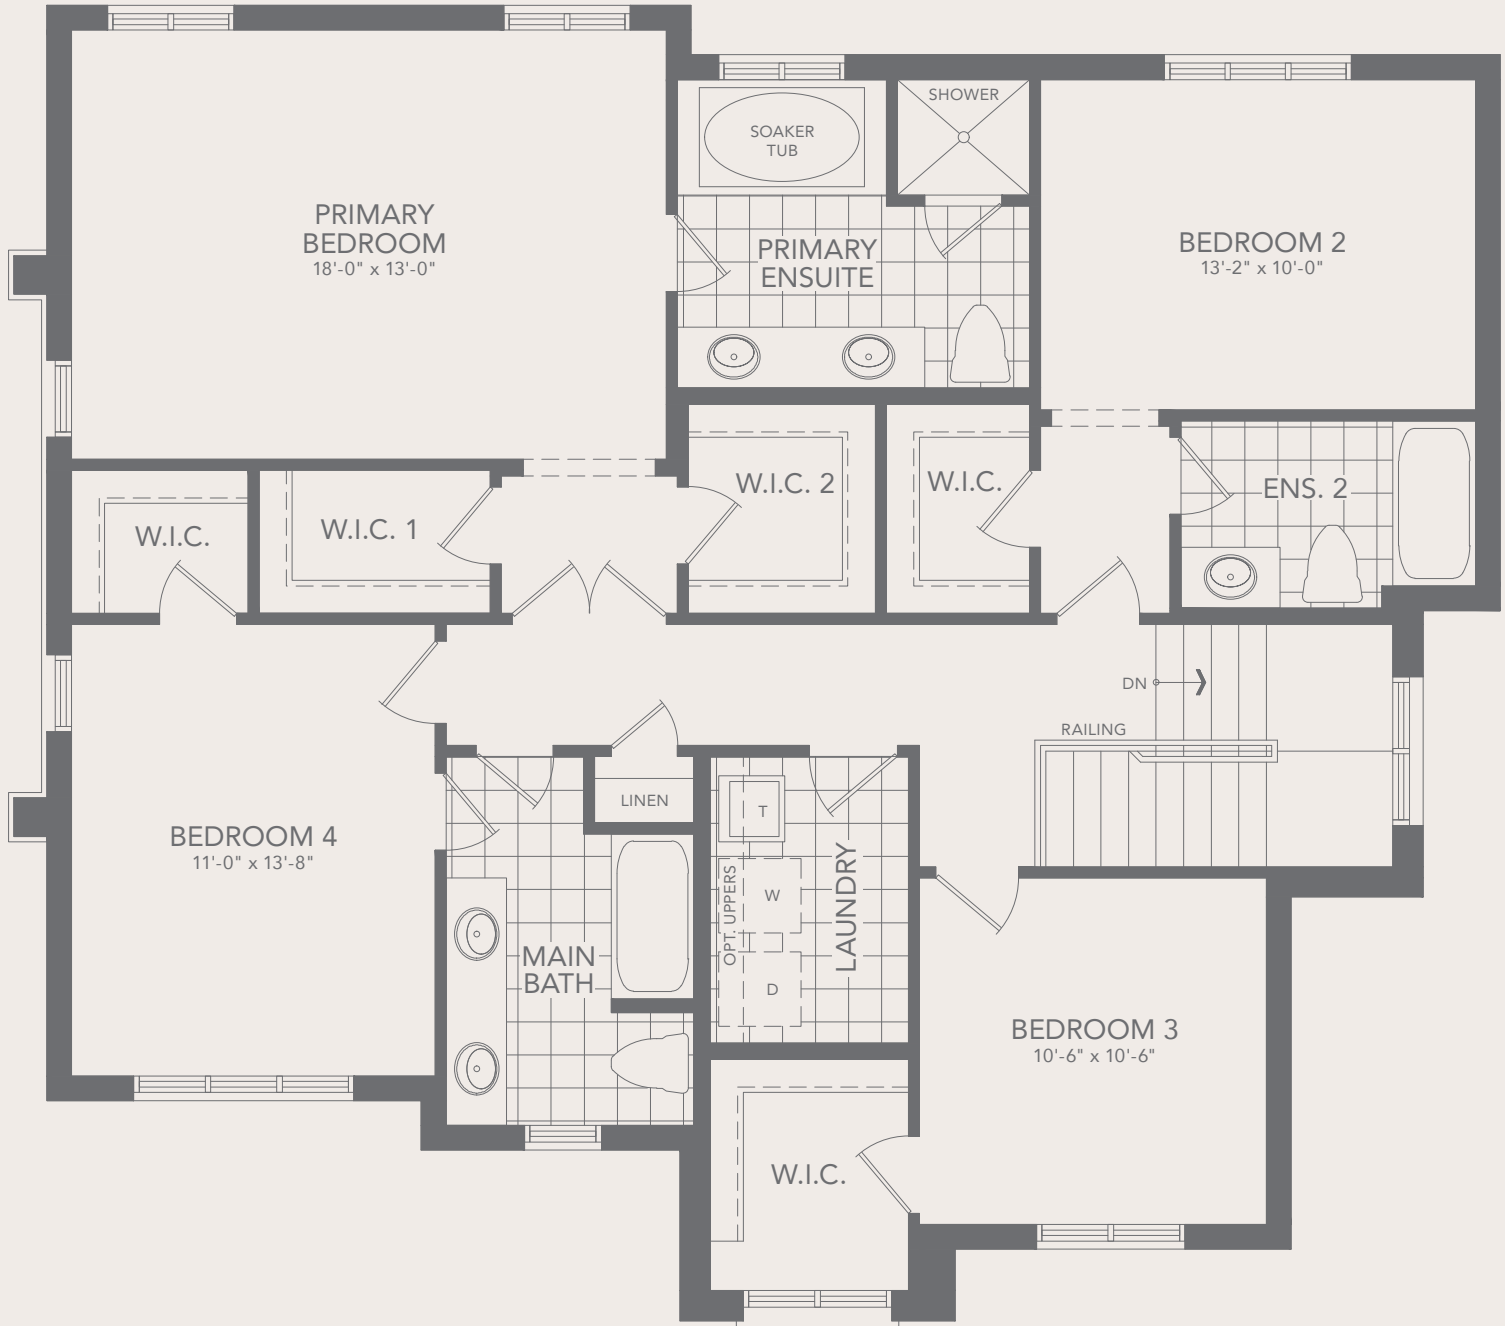 SHOWER
SOAKER
TUB
PRIMARY
BEDROOM
18'-0" x 13'-0"
PRIMARY
ENSUITE
BEDROOM 2
13'-2" x 10'-0"
W.I.C.
W.I.C. 1
W.I.C. 2
W.I.C.
ENS. 2
DN
RAILING
LINEN
T
W
D
OPT. UPPERS
LAUNDRY
BEDROOM 4
11'-0" x 13'-8"
MAIN
BATH
BEDROOM 3
10'-6" x 10'-6"
W.I.C.